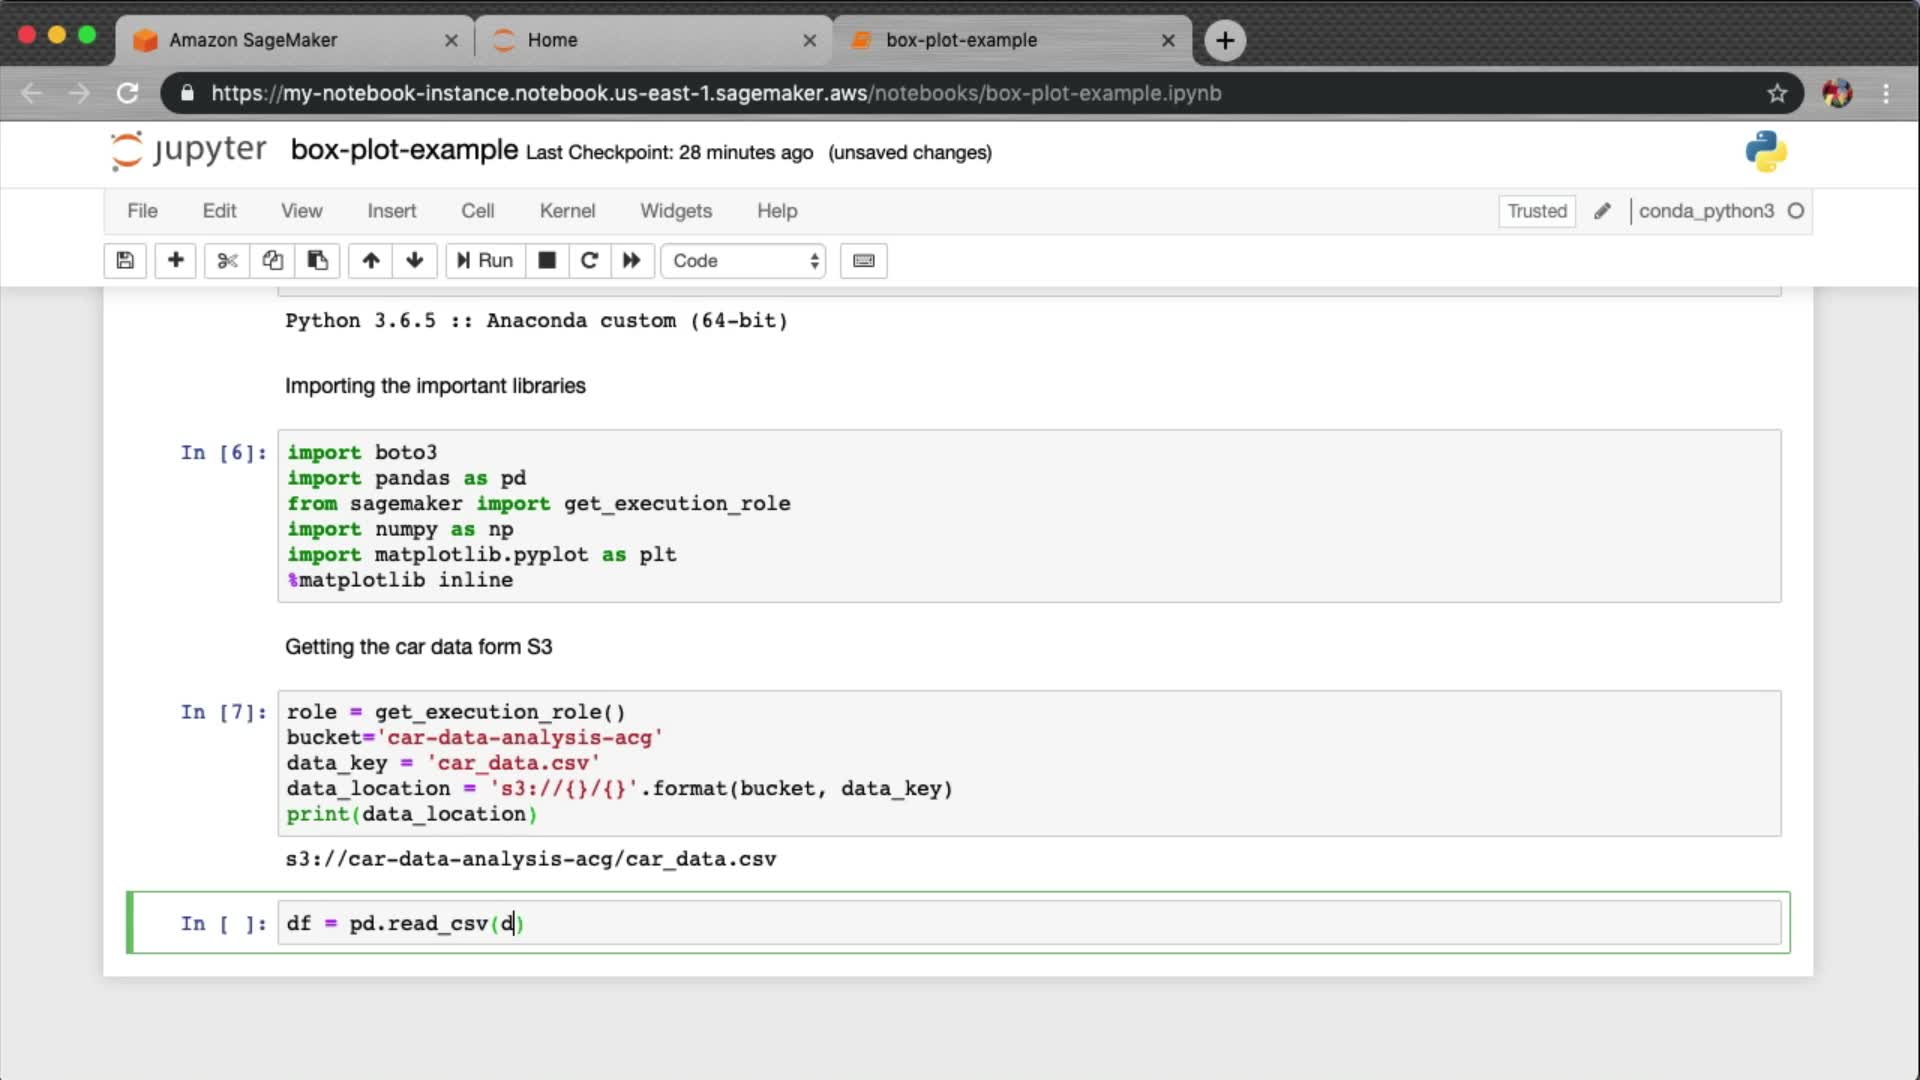 Amazon SageMaker
Home
box-plot-example
https://my-notebook-instance.notebook.us-east-1.sagemaker.aws/notebooks/box-plot-example.ipynb
jupyter box-plot-example Last Checkpoint: 28 minutes ago (unsaved changes)
File Edit View Insert Cell Kernel Widgets Help Trusted conda_python3
Run Code
Python 3.6.5 :: Anaconda custom (64-bit)
Importing the important libraries
In [6]: import boto3
import pandas as pd
from sagemaker import get_execution_role
import numpy as np
import matplotlib.pyplot as plt
%matplotlib inline
Getting the car data form S3
In [7]: role = get_execution_role()
bucket='car-data-analysis-acg'
data_key = 'car_data.csv'
data_location = 's3://{}/{}'.format(bucket, data_key)
print(data_location)
s3://car-data-analysis-acg/car_data.csv
In [ ]: df = pd.read_csv(d)